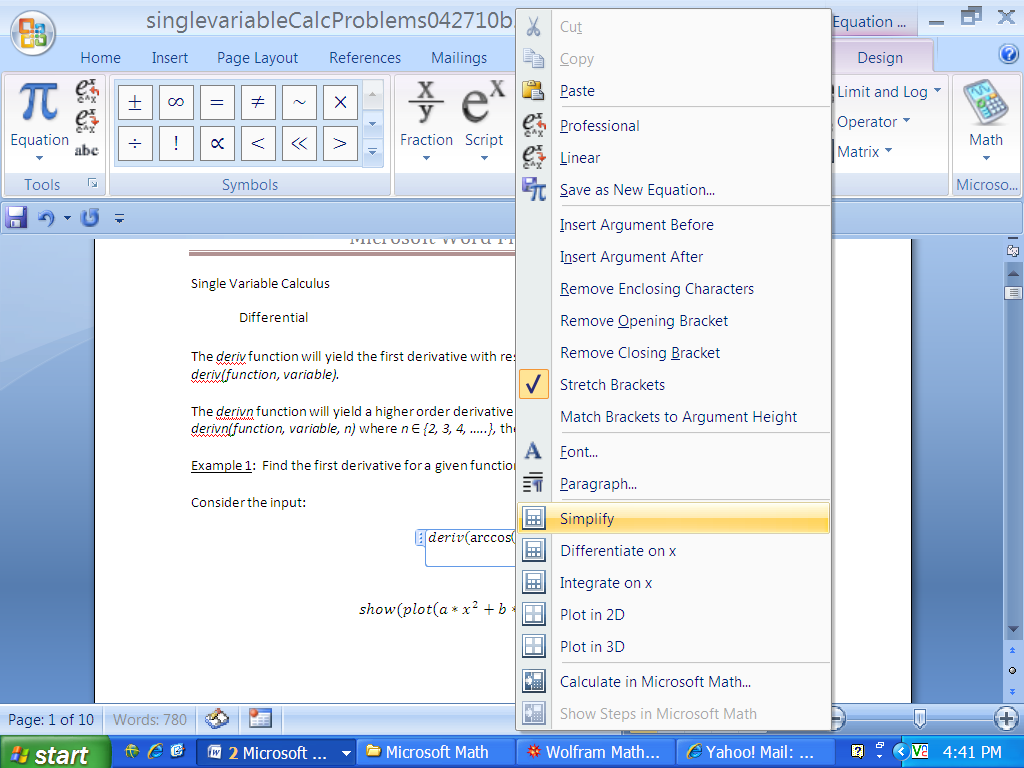 singlevariableCalcProblems042710b.
Equation ...
Home Insert Page Layout References Mailings Design
Equation
abc
Tools
± ∞ = ≠ ~ ×
÷ ! ∝ < ≪ >
Symbols
x
y
Fraction
e^x
Script
Limit and Log
Operator
Matrix
Math
Microso...
Cut
Copy
Paste
Professional
Linear
Save as New Equation...
Insert Argument Before
Insert Argument After
Remove Enclosing Characters
Remove Opening Bracket
Remove Closing Bracket
Stretch Brackets
Match Brackets to Argument Height
Font...
Paragraph...
Simplify
Differentiate on x
Integrate on x
Plot in 2D
Plot in 3D
Calculate in Microsoft Math...
Show Steps in Microsoft Math
Microsoft Word
Single Variable Calculus
Differential
The deriv function will yield the first derivative with
deriv(function, variable).
The derivn function will yield a higher order derivative
derivn(function, variable, n) where n ∈ {2, 3, 4, .....},
Example 1: Find the first derivative for a given
Consider the input:
deriv(arccos(
show(plot(a * x² + b *
Page: 1 of 10 Words: 780
start
2 Microsoft ...
Microsoft Math
Wolfram Math...
Yahoo! Mail: ...
4:41 PM